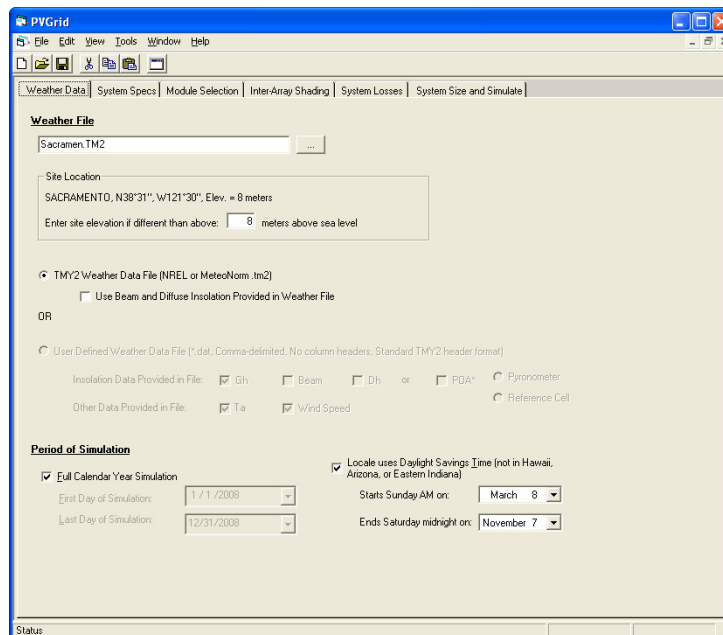 PVGrid
File Edit View Tools Window Help
Weather Data System Specs Module Selection Inter-Array Shading System Losses System Size and Simulate
Weather File
Sacramen.TM2 ...
Site Location
SACRAMENTO, N38°31'', W121°30'', Elev. = 8 meters
Enter site elevation if different than above: 8 meters above sea level
TMY2 Weather Data File (NREL or MeteoNorm .tm2)
Use Beam and Diffuse Insolation Provided in Weather File
OR
User Defined Weather Data File (*.dat, Comma-delimited, No column headers, Standard TMY2 header format)
Insolation Data Provided in File: Gh Beam Dh or POA* Pyronometer
Reference Cell
Other Data Provided in File: Ta Wind Speed
Period of Simulation
Full Calendar Year Simulation
First Day of Simulation: 1 / 1 /2008
Last Day of Simulation: 12/31/2008
Locale uses Daylight Savings Time (not in Hawaii,
Arizona, or Eastern Indiana)
Starts Sunday AM on: March 8
Ends Saturday midnight on: November 7
Status